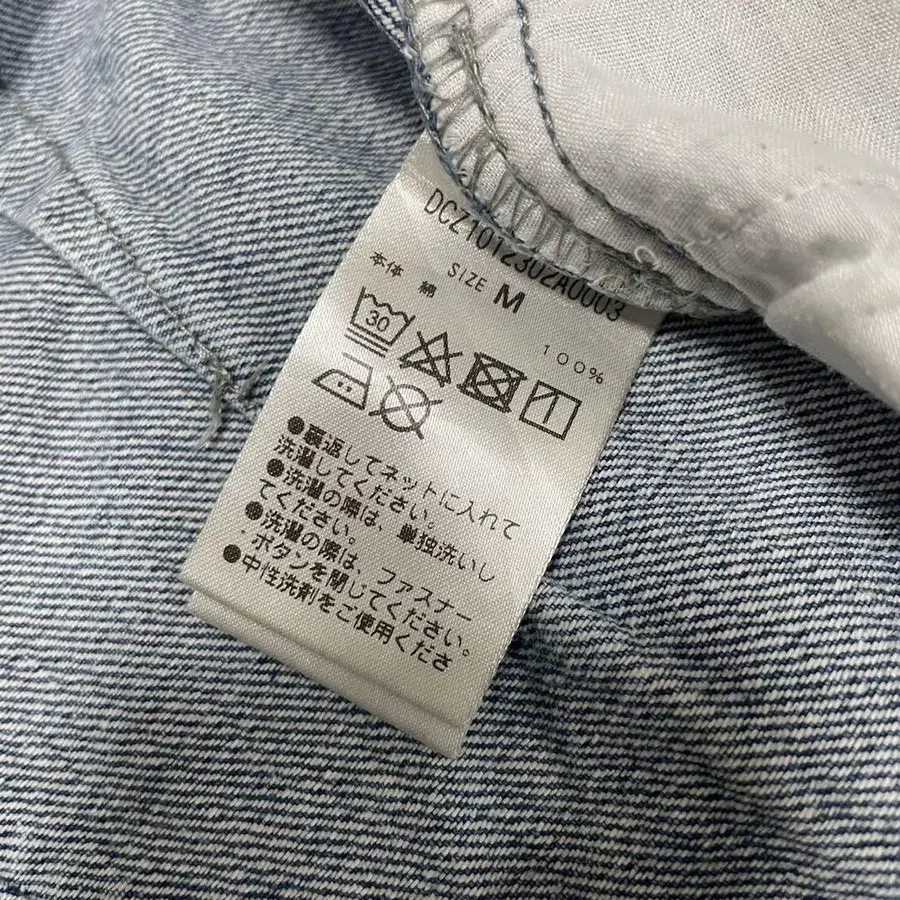 DCZ1012302A0003
SIZE M
本体 綿 100%
30
●裏返してネットに入れて
洗濯してください。
●洗濯の際は、単独洗いし
てください。
●洗濯の際は、ファスナー
・ボタンを閉じてください。
●中性洗剤をご使用くださ